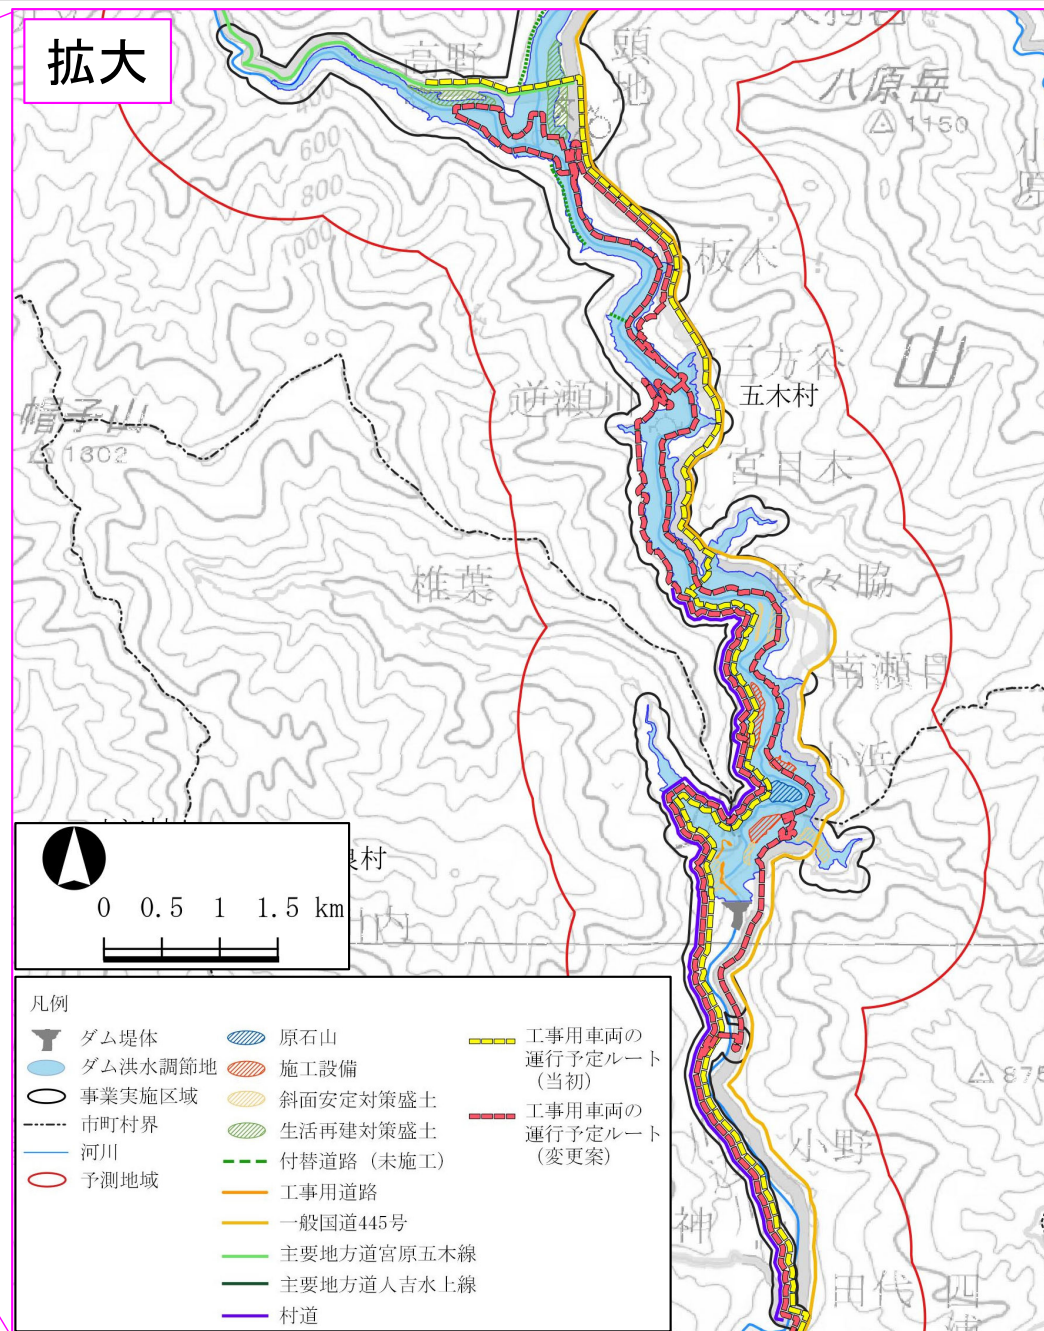 拡大
高野
頭地
八原岳
1150
800
板木
山
逆瀬川
五木村
帽子山
1302
宮目木
椎葉
野々脇
南瀬目
小浜
村
0 0.5 1 1.5 km
内
凡例
ダム堤体
ダム洪水調節地
事業実施区域
市町村界
河川
予測地域
原石山
施工設備
斜面安定対策盛土
生活再建対策盛土
付替道路（未施工）
工事用道路
一般国道445号
主要地方道宮原五木線
主要地方道人吉水上線
村道
工事用車両の
運行予定ルート
（当初）
工事用車両の
運行予定ルート
（変更案）
875
小野
神
田代
四浦